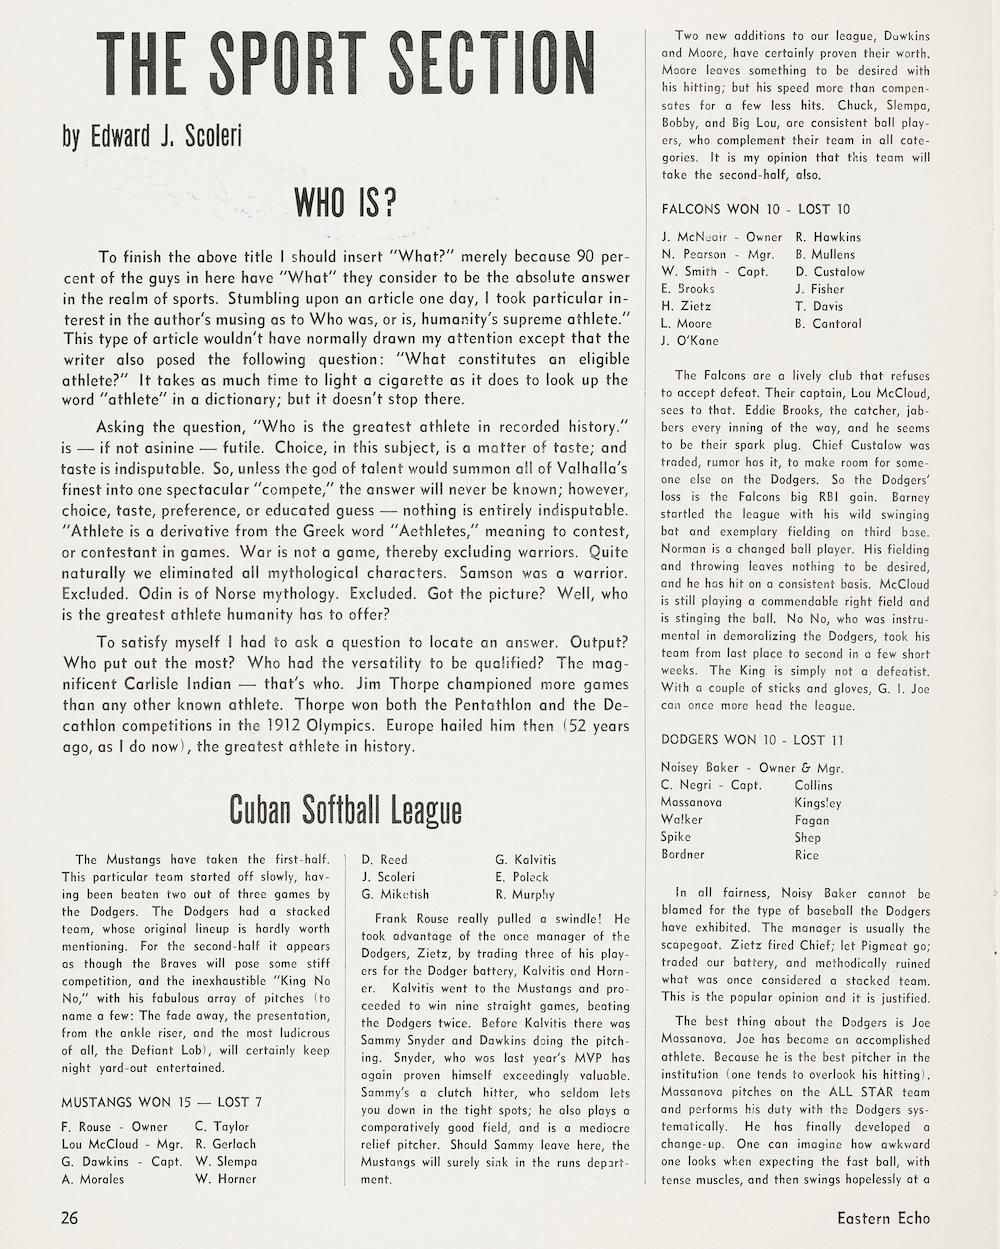 THE SPORT SECTION
by Edward J. Scoleri
WHO IS?
To finish the above title I should insert "What?" merely because 90 per-
cent of the guys in here have "What" they consider to be the absolute answer
in the realm of sports. Stumbling upon an article one day, I took particular in-
terest in the author's musing as to Who was, or is, humanity's supreme athlete."
This type of article wouldn't have normally drawn my attention except that the
writer also posed the following question: "What constitutes an eligible
athlete?" It takes as much time to light a cigarette as it does to look up the
word "athlete" in a dictionary; but it doesn't stop there.
Asking the question, "Who is the greatest athlete in recorded history."
is — if not asinine — futile. Choice, in this subject, is a matter of taste; and
taste is indisputable. So, unless the god of talent would summon all of Valhalla's
finest into one spectacular "compete," the answer will never be known; however,
choice, taste, preference, or educated guess — nothing is entirely indisputable.
"Athlete is a derivative from the Greek word "Aethletes," meaning to contest,
or contestant in games. War is not a game, thereby excluding warriors. Quite
naturally we eliminated all mythological characters. Samson was a warrior.
Excluded. Odin is of Norse mythology. Excluded. Got the picture? Well, who
is the greatest athlete humanity has to offer?
To satisfy myself I had to ask a question to locate an answer. Output?
Who put out the most? Who had the versatility to be qualified? The mag-
nificent Carlisle Indian — that's who. Jim Thorpe championed more games
than any other known athlete. Thorpe won both the Pentathlon and the De-
cathlon competitions in the 1912 Olympics. Europe hailed him then (52 years
ago, as I do now), the greatest athlete in history.
Cuban Softball League
The Mustangs have taken the first-half.
This particular team started off slowly, hav-
ing been beaten two out of three games by
the Dodgers. The Dodgers had a stacked
team, whose original lineup is hardly worth
mentioning. For the second-half it appears
as though the Braves will pose some stiff
competition, and the inexhaustible "King No
No," with his fabulous array of pitches (to
name a few: The fade away, the presentation,
from the ankle riser, and the most ludicrous
of all, the Defiant Lob), will certainly keep
night yard-out entertained.
MUSTANGS WON 15 — LOST 7
F. Rouse - Owner C. Taylor
Lou McCloud - Mgr. R. Gerlach
G. Dawkins - Capt. W. Slempa
A. Morales W. Horner
D. Reed G. Kalvitis
J. Scoleri E. Poleck
G. Miketish R. Murphy
Frank Rouse really pulled a swindle! He
took advantage of the once manager of the
Dodgers, Zietz, by trading three of his play-
ers for the Dodger battery, Kalvitis and Horn-
er. Kalvitis went to the Mustangs and pro-
ceeded to win nine straight games, beating
the Dodgers twice. Before Kalvitis there was
Sammy Snyder and Dawkins doing the pitch-
ing. Snyder, who was last year's MVP has
again proven himself exceedingly valuable.
Sammy's a clutch hitter, who seldom lets
you down in the tight spots; he also plays a
comparatively good field, and is a mediocre
relief pitcher. Should Sammy leave here, the
Mustangs will surely sink in the runs depart-
ment.
Two new additions to our league, Dawkins
and Moore, have certainly proven their worth.
Moore leaves something to be desired with
his hitting; but his speed more than compen-
sates for a few less hits. Chuck, Slempa,
Bobby, and Big Lou, are consistent ball play-
ers, who complement their team in all cate-
gories. It is my opinion that this team will
take the second-half, also.
FALCONS WON 10 - LOST 10
J. McNeair - Owner R. Hawkins
N. Pearson - Mgr. B. Mullens
W. Smith - Capt. D. Custalow
E. Brooks J. Fisher
H. Zietz T. Davis
L. Moore B. Cantoral
J. O'Kane
The Falcons are a lively club that refuses
to accept defeat. Their captain, Lou McCloud,
sees to that. Eddie Brooks, the catcher, jab-
bers every inning of the way, and he seems
to be their spark plug. Chief Custalow was
traded, rumor has it, to make room for some-
one else on the Dodgers. So the Dodgers'
loss is the Falcons big RBI gain. Barney
startled the league with his wild swinging
bat and exemplary fielding on third base.
Norman is a changed ball player. His fielding
and throwing leaves nothing to be desired,
and he has hit on a consistent basis. McCloud
is still playing a commendable right field and
is stinging the ball. No No, who was instru-
mental in demoralizing the Dodgers, took his
team from last place to second in a few short
weeks. The King is simply not a defeatist.
With a couple of sticks and gloves, G. I. Joe
can once more head the league.
DODGERS WON 10 - LOST 11
Noisey Baker - Owner & Mgr.
C. Negri - Capt. Collins
Massanova Kingsley
Walker Fagan
Spike Shep
Bordner Rice
In all fairness, Noisy Baker cannot be
blamed for the type of baseball the Dodgers
have exhibited. The manager is usually the
scapegoat. Zietz fired Chief; let Pigmeat go;
traded our battery, and methodically ruined
what was once considered a stacked team.
This is the popular opinion and it is justified.
The best thing about the Dodgers is Joe
Massanova. Joe has become an accomplished
athlete. Because he is the best pitcher in the
institution (one tends to overlook his hitting).
Massanova pitches on the ALL STAR team
and performs his duty with the Dodgers sys-
tematically. He has finally developed a
change-up. One can imagine how awkward
one looks when expecting the fast ball, with
tense muscles, and then swings hopelessly at a
26
Eastern Echo